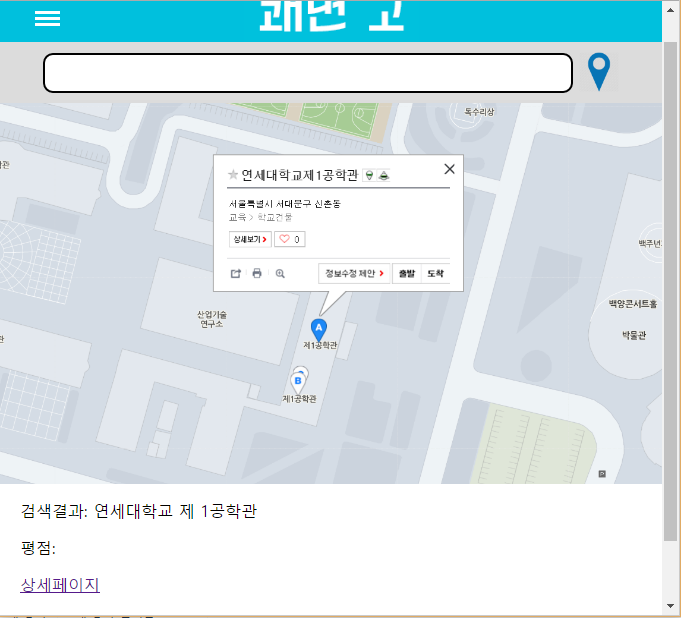 쾌변 고
독수리상
관
연세대학교제1공학관
서울특별시 서대문구 신촌동
교육 > 학교건물
상세보기 >
0
정보수정 제안 >
출발
도착
백주년
산업기술
연구소
백양콘서트홀
박물관
A
제1공학관
B
제1공학관
P
검색결과: 연세대학교 제 1공학관
평점:
상세페이지